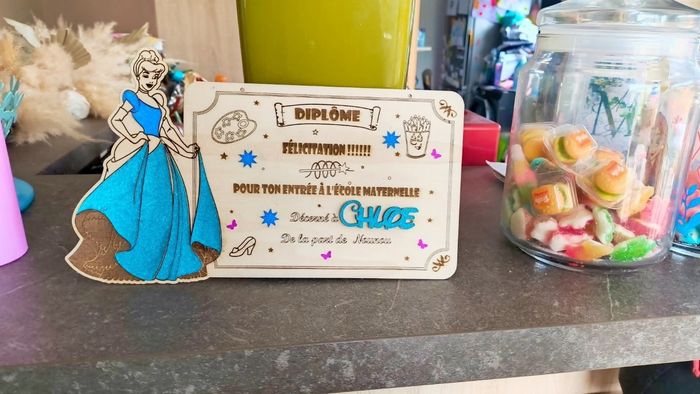 DIPLÔME
FÉLICITATION !!!!!!
POUR TON ENTRÉE À L'ÉCOLE MATERNELLE
Décerné à CHLOE
De la part de Nounou